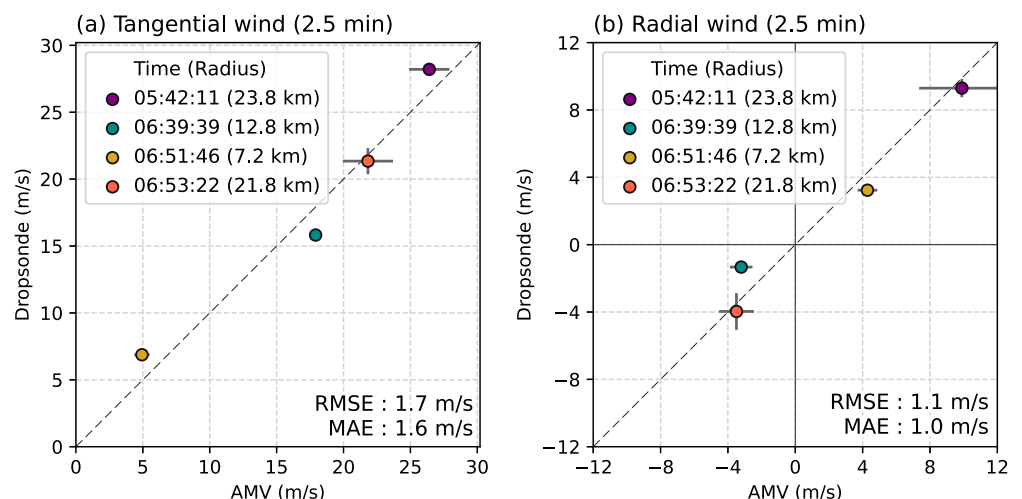 (a) Tangential wind (2.5 min)
30
25
20
15
10
5
0
Dropsonde (m/s)
Time (Radius)
05:42:11 (23.8 km)
06:39:39 (12.8 km)
06:51:46 (7.2 km)
06:53:22 (21.8 km)
RMSE : 1.7 m/s
MAE : 1.6 m/s
0 5 10 15 20 25 30
AMV (m/s)
(b) Radial wind (2.5 min)
12
8
4
0
−4
−8
−12
Dropsonde (m/s)
Time (Radius)
05:42:11 (23.8 km)
06:39:39 (12.8 km)
06:51:46 (7.2 km)
06:53:22 (21.8 km)
RMSE : 1.1 m/s
MAE : 1.0 m/s
−12 −8 −4 0 4 8 12
AMV (m/s)